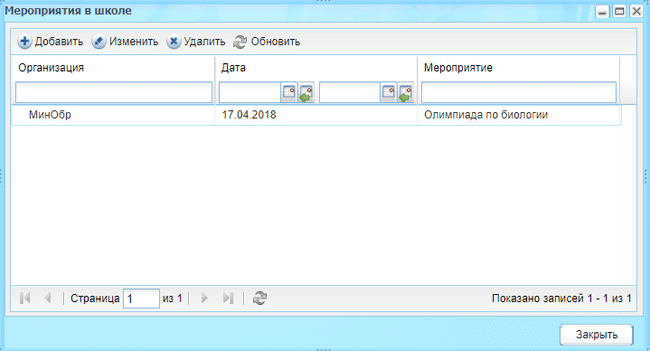 Мероприятия в школе
Добавить Изменить Удалить Обновить
Организация Дата Мероприятие
МинОбр 17.04.2018 Олимпиада по биологии
Страница 1 из 1 Показано записей 1 - 1 из 1
Закрыть